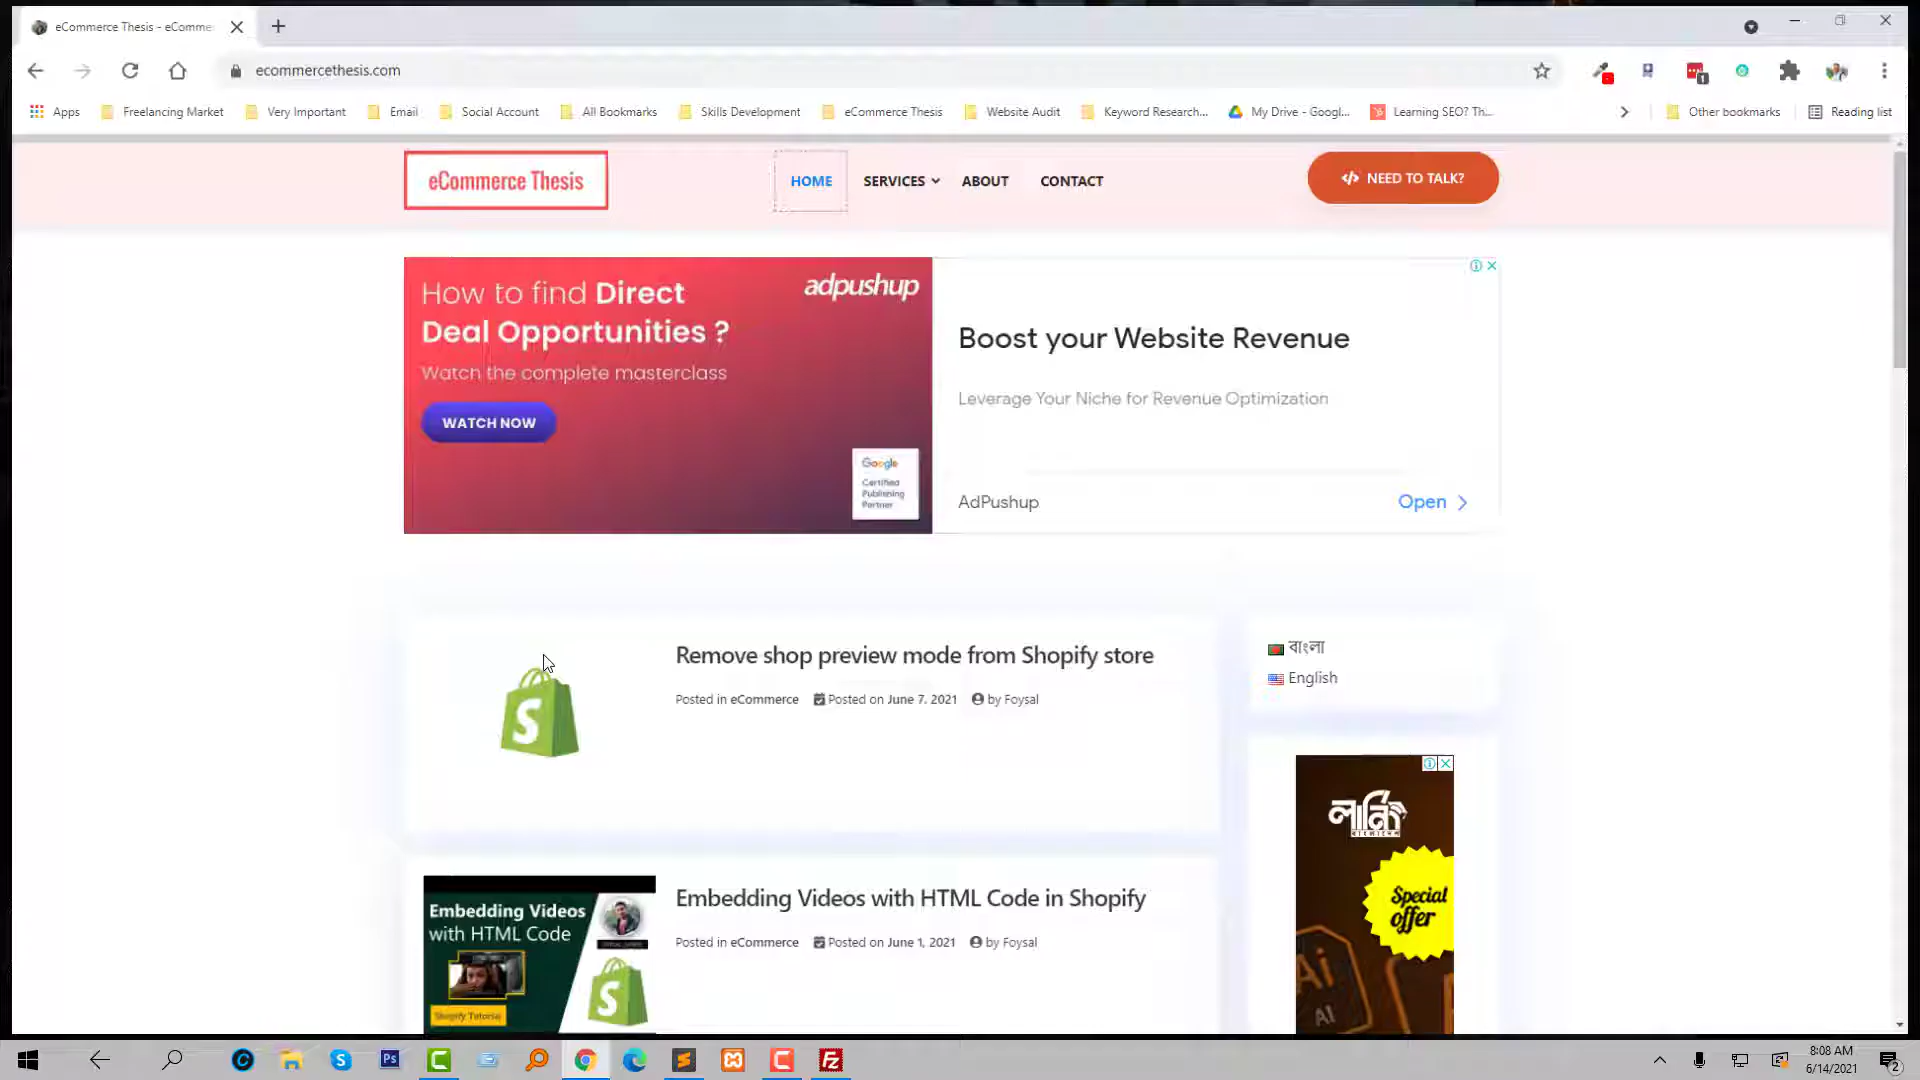 eCommerce Thesis - eComme
ecommercethesis.com
Apps
Freelancing Market
Very Important
Email
Social Account
All Bookmarks
Skills Development
eCommerce Thesis
Website Audit
Keyword Research...
My Drive - Googl...
Learning SEO? Th...
Other bookmarks
Reading list
eCommerce Thesis
HOME
SERVICES
ABOUT
CONTACT
</> NEED TO TALK?
How to find Direct
Deal Opportunities ?
Watch the complete masterclass
WATCH NOW
adpushup
Google
Certified
Publishing
Partner
Boost your Website Revenue
Leverage Your Niche for Revenue Optimization
AdPushup
Open
Remove shop preview mode from Shopify store
Posted in eCommerce Posted on June 7, 2021 by Foysal
বাংলা
English
Embedding Videos
with HTML Code
Shopify Tutorial
Embedding Videos with HTML Code in Shopify
Posted in eCommerce Posted on June 1, 2021 by Foysal
Special
offer
Ai
AI
8:08 AM
6/14/2021